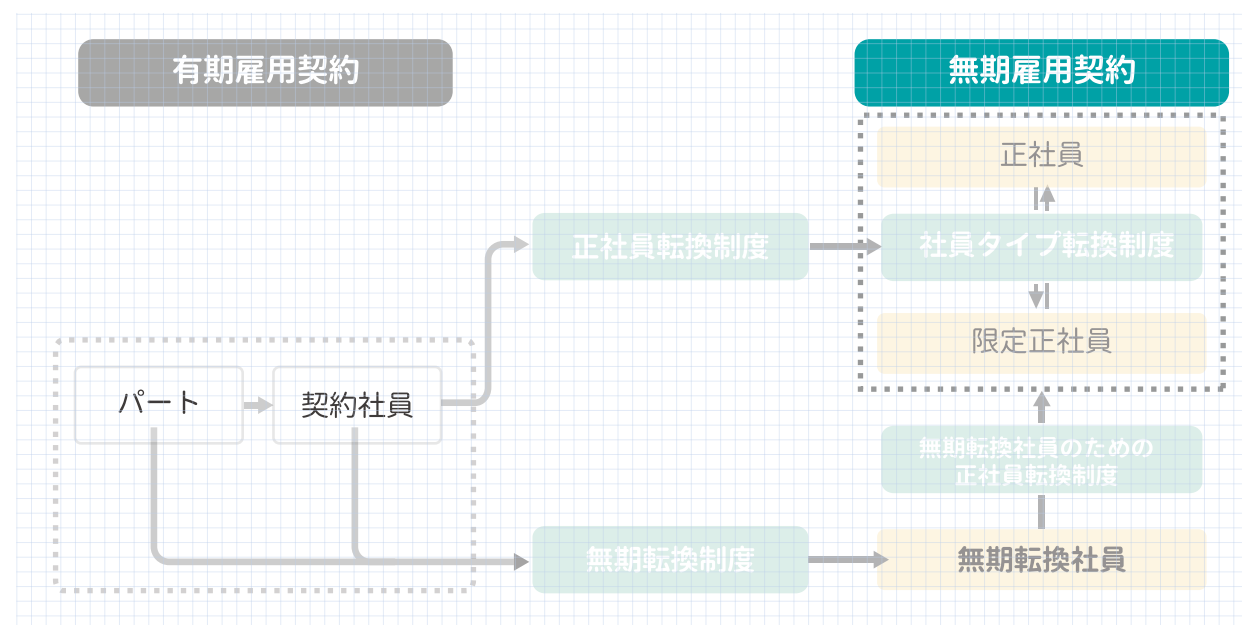 有期雇用契約
無期雇用契約
正社員
正社員転換制度
社員タイプ転換制度
限定正社員
パート
契約社員
無期転換社員のための
正社員転換制度
無期転換制度
無期転換社員